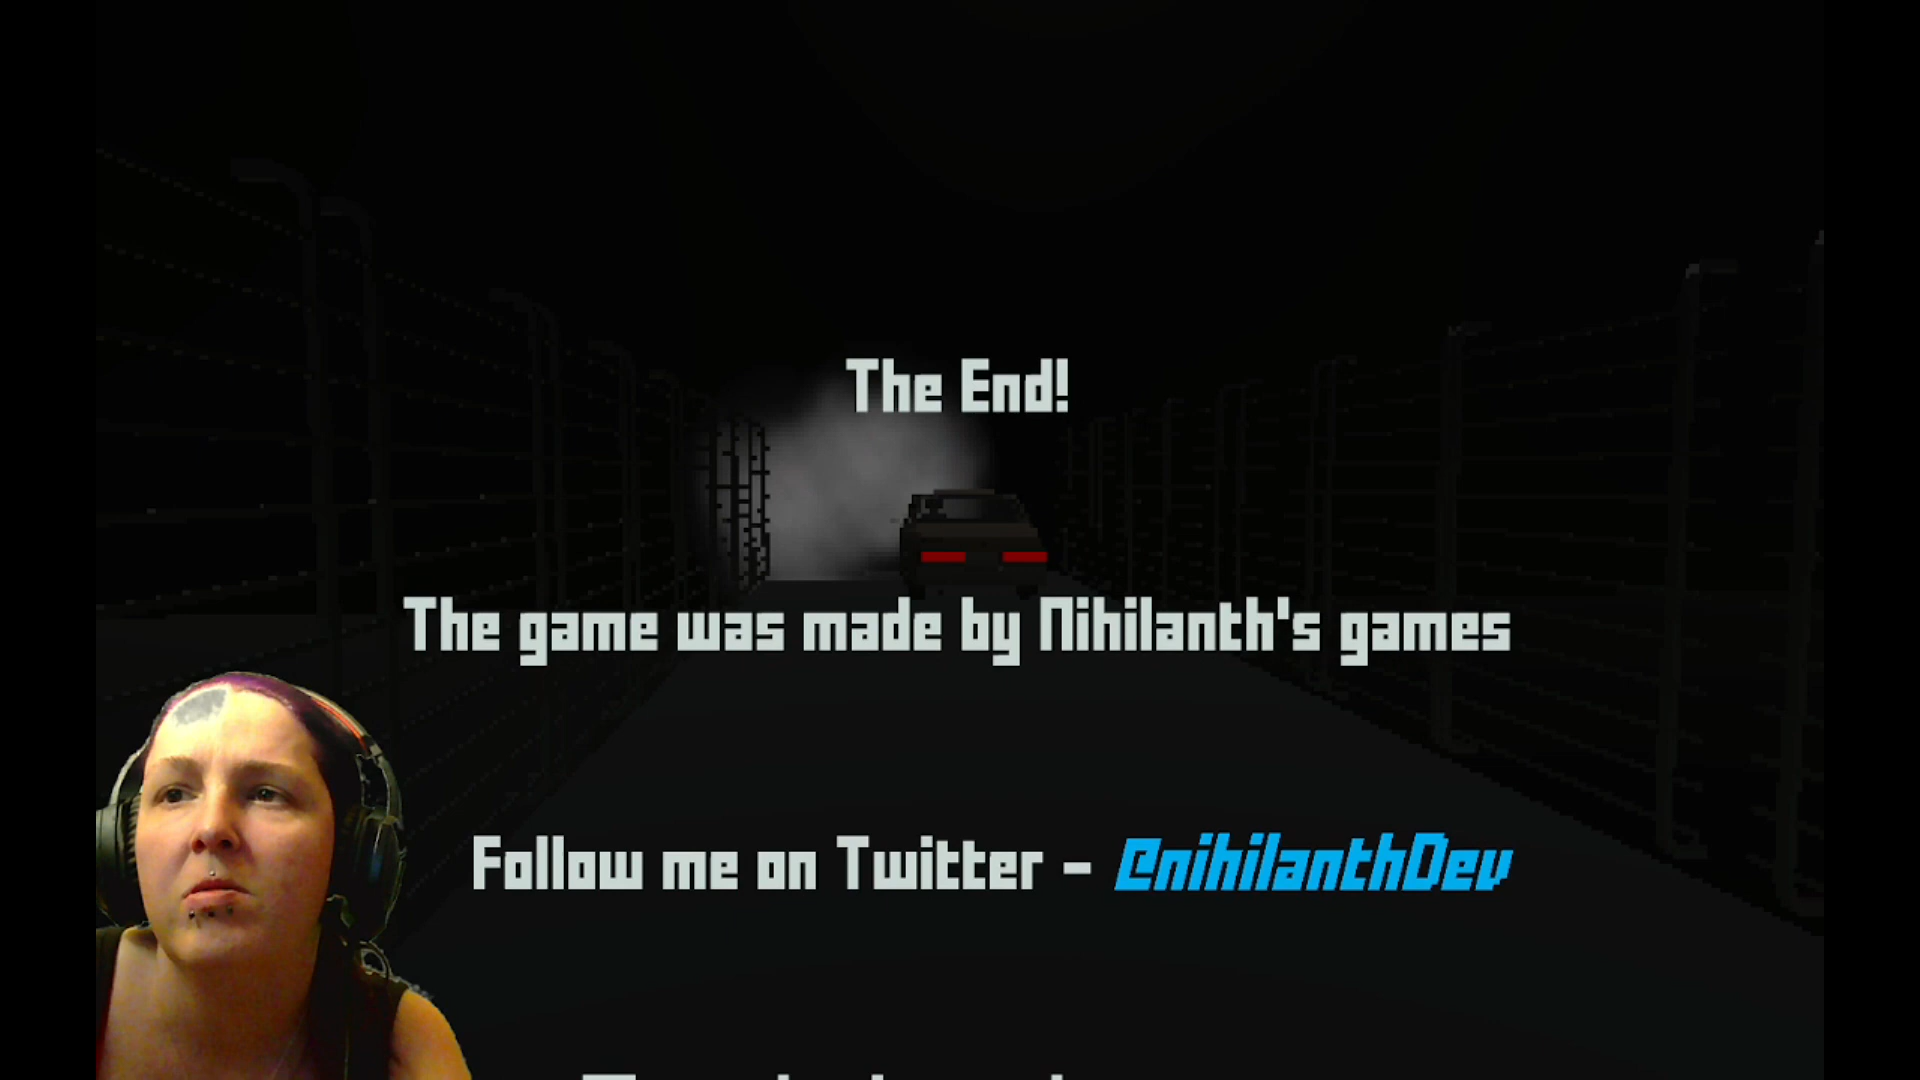 The End!
The game was made by Nihilanth's games
Follow me on Twitter - @nihilanthDev